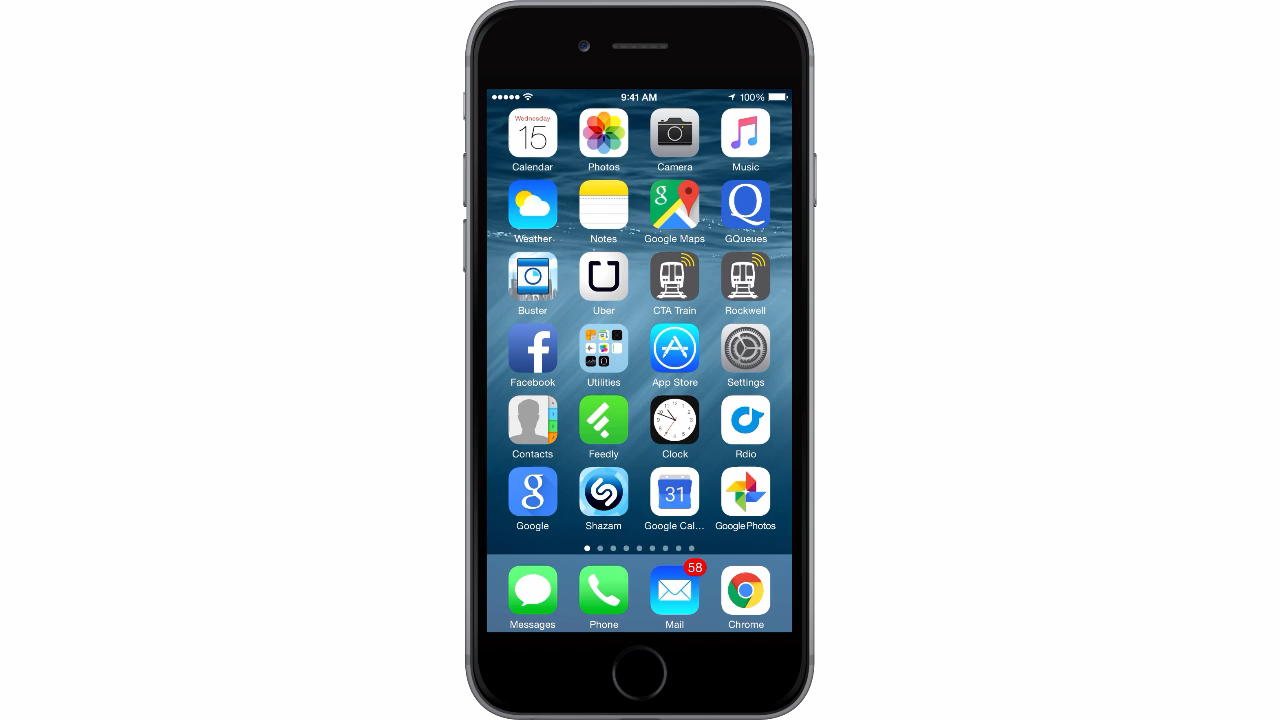 9:41 AM 100%
Wednesday
15
Calendar Photos Camera Music
g Q
Weather Notes Google Maps GQueues
Buster Uber CTA Train Rockwell
Facebook Utilities App Store Settings
Contacts Feedly Clock Rdio
g 31
Google Shazam Google Cal... Google Photos
58
Messages Phone Mail Chrome